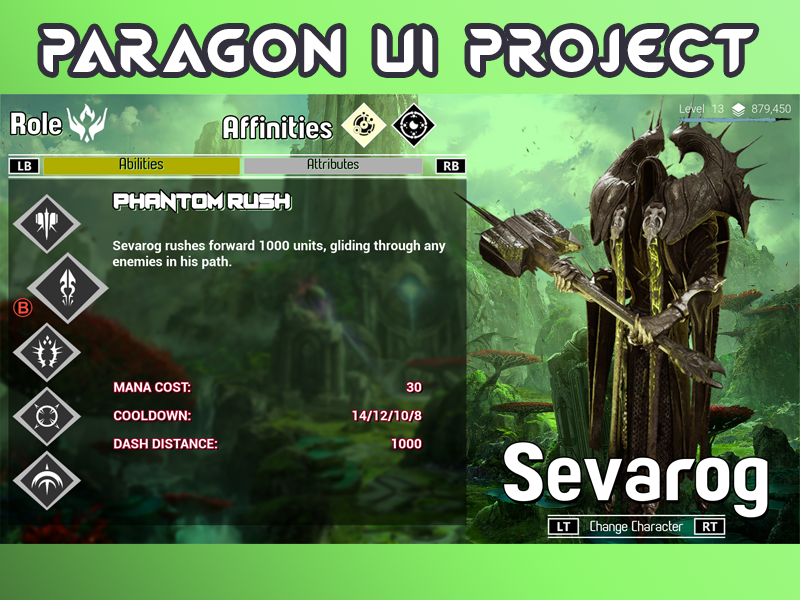 PARAGON UI PROJECT
Role
Affinities
Level 13 879,450
LB Abilities Attributes RB
PHANTOM RUSH
Sevarog rushes forward 1000 units, gliding through any
enemies in his path.
B
MANA COST: 30
COOLDOWN: 14/12/10/8
DASH DISTANCE: 1000
Sevarog
LT Change Character RT